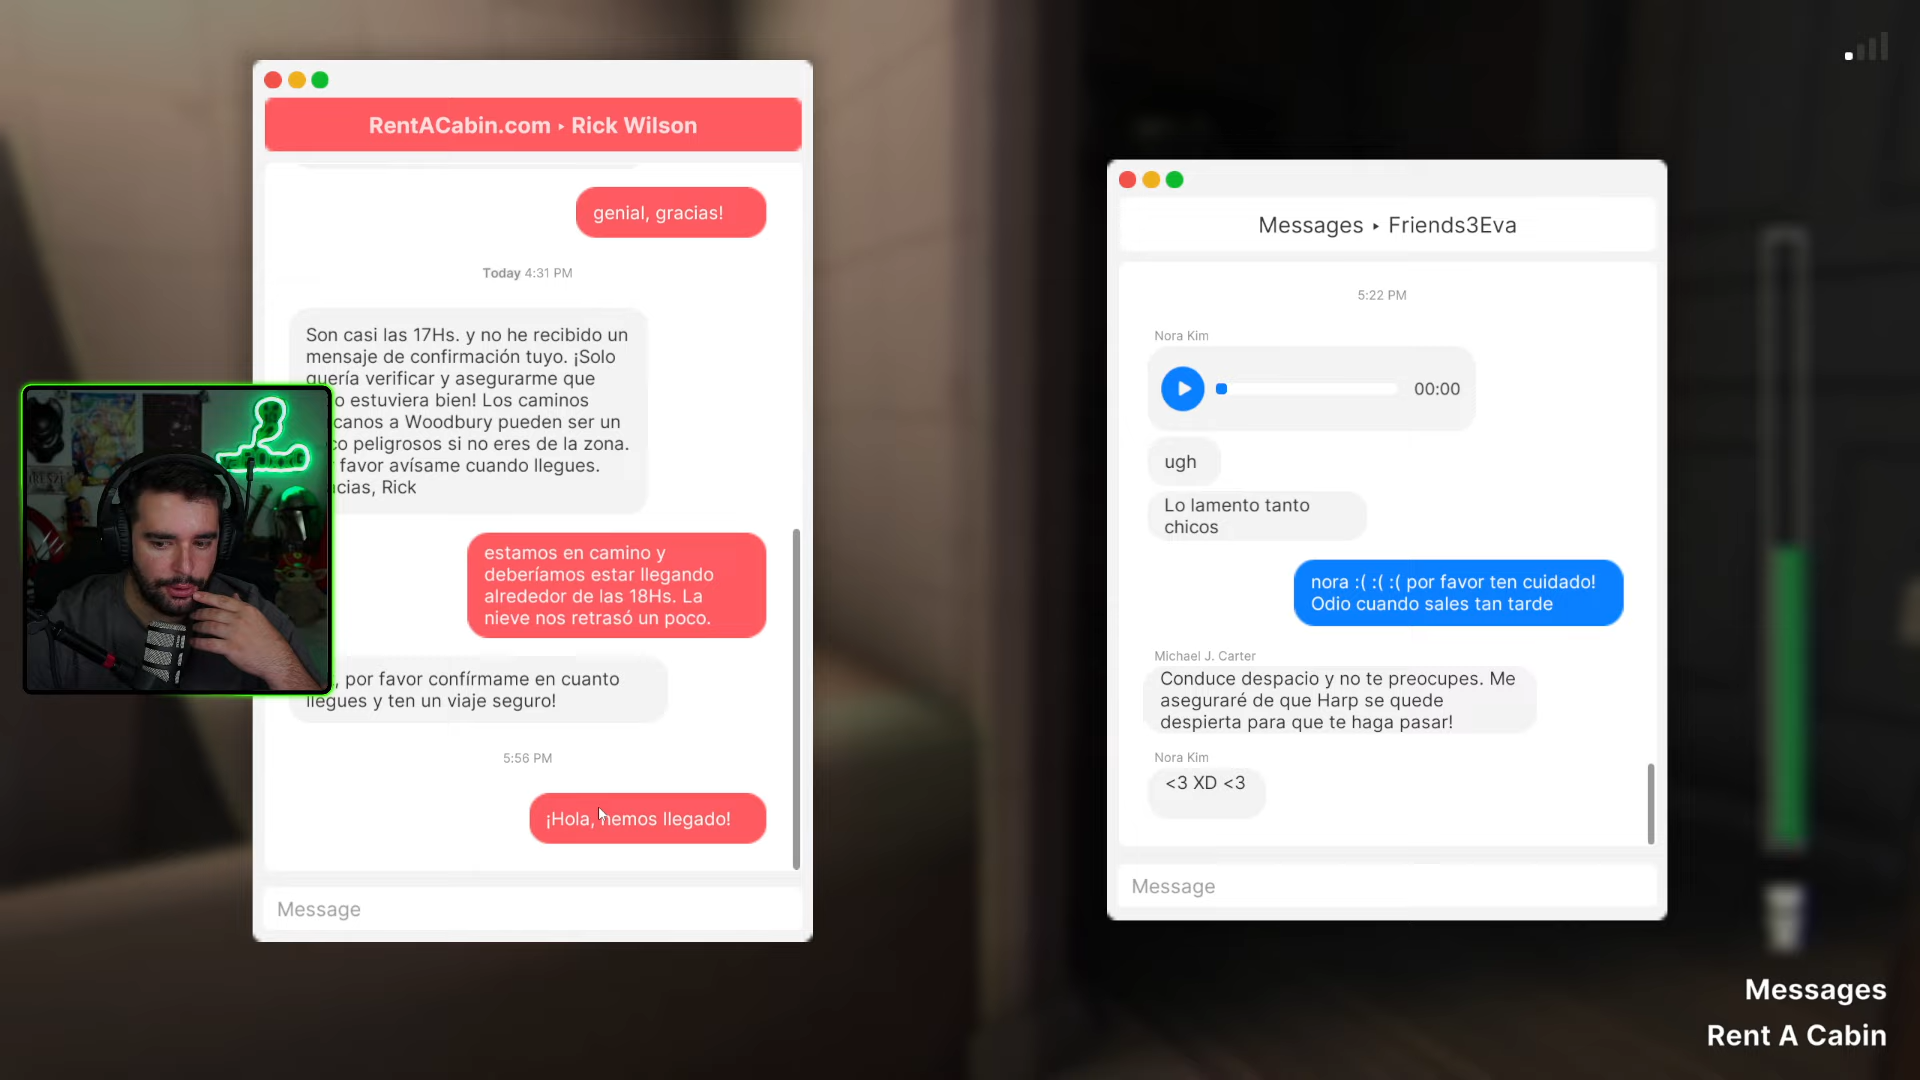 RentACabin.com ‣ Rick Wilson
genial, gracias!
Today 4:31 PM
Son casi las 17Hs. y no he recibido un
mensaje de confirmación tuyo. ¡Solo
quería verificar y asegurarme que
o estuviera bien! Los caminos
canos a Woodbury pueden ser un
co peligrosos si no eres de la zona.
favor avísame cuando llegues.
cias, Rick
estamos en camino y
deberíamos estar llegando
alrededor de las 18Hs. La
nieve nos retrasó un poco.
, por favor confírmame en cuanto
llegues y ten un viaje seguro!
5:56 PM
¡Hola, hemos llegado!
Message
Messages ‣ Friends3Eva
5:22 PM
Nora Kim
00:00
ugh
Lo lamento tanto
chicos
nora :( :( :( por favor ten cuidado!
Odio cuando sales tan tarde
Michael J. Carter
Conduce despacio y no te preocupes. Me
aseguraré de que Harp se quede
despierta para que te haga pasar!
Nora Kim
<3 XD <3
Message
Messages
Rent A Cabin